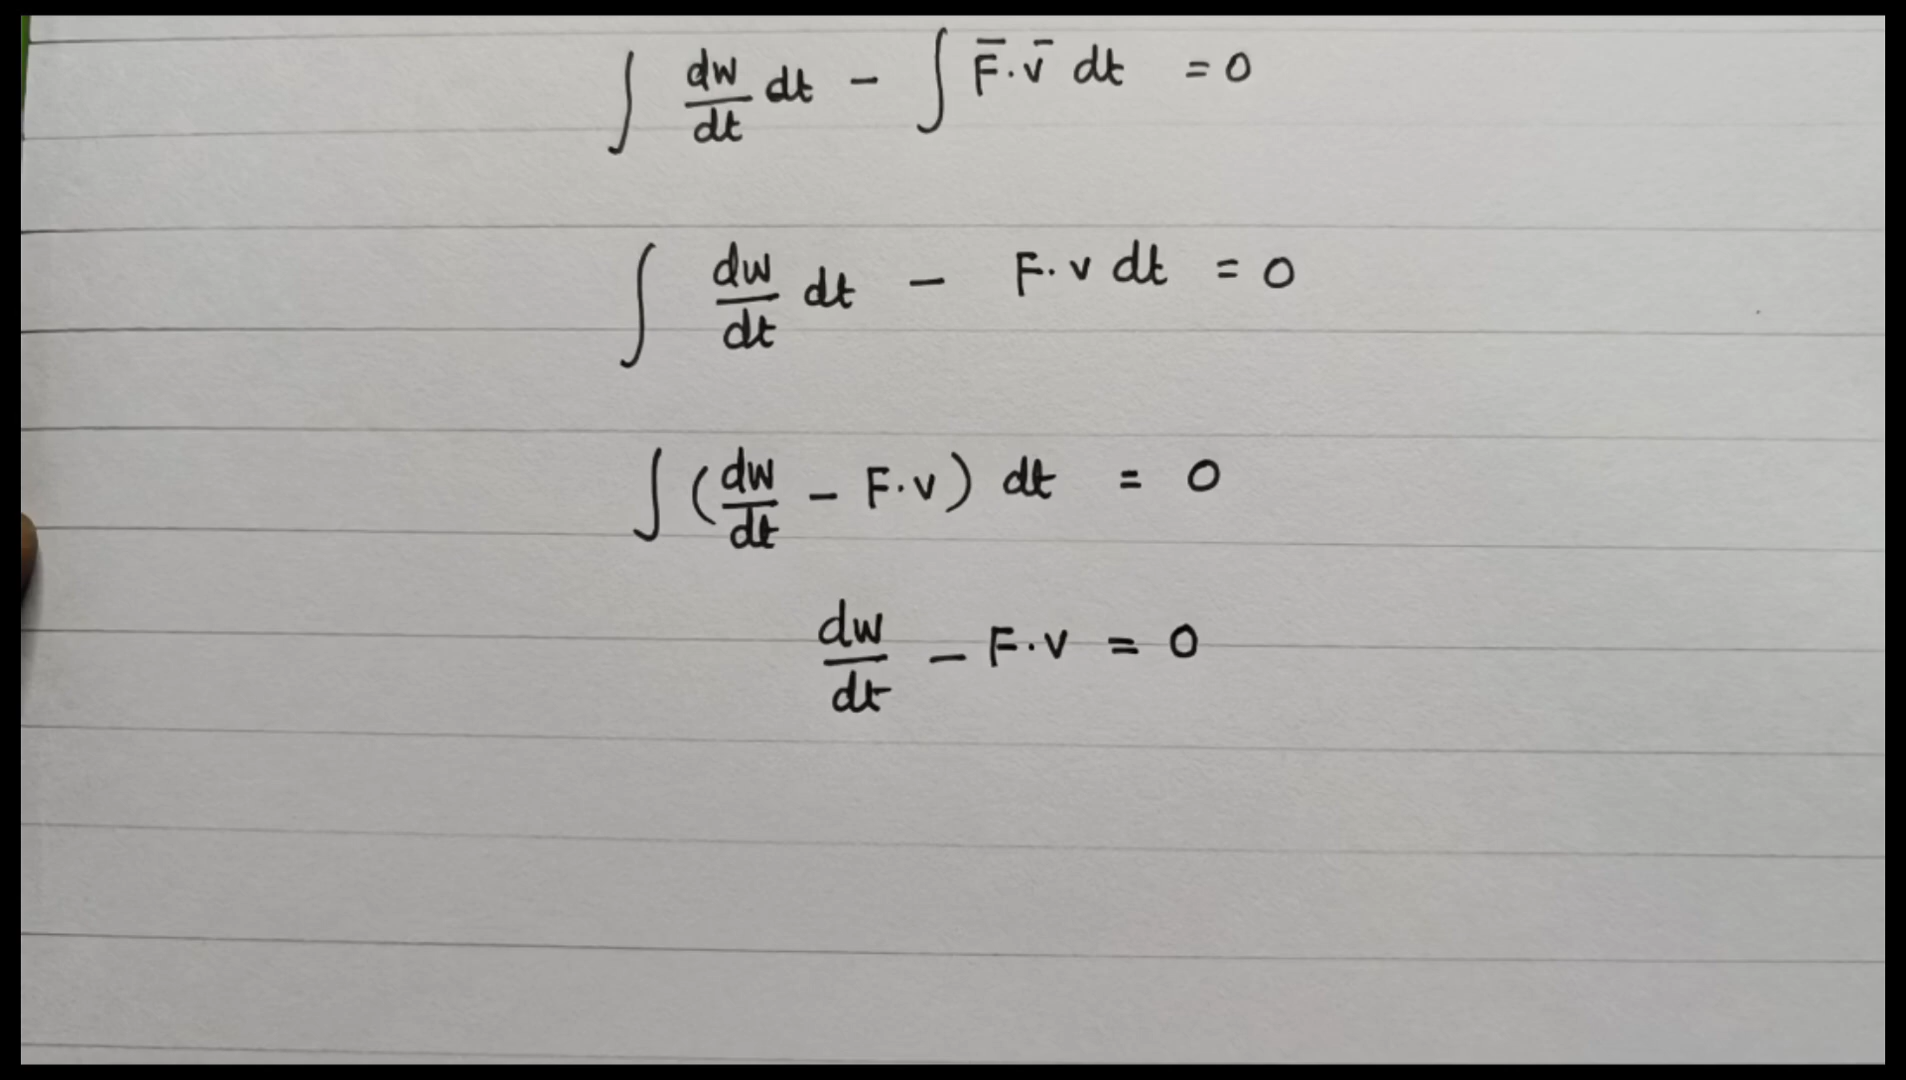 ∫ dw/dt dt - ∫ F̄·v̄ dt = 0
∫ dw/dt dt - F·v dt = 0
∫ (dw/dt - F·v) dt = 0
dw/dt - F·v = 0